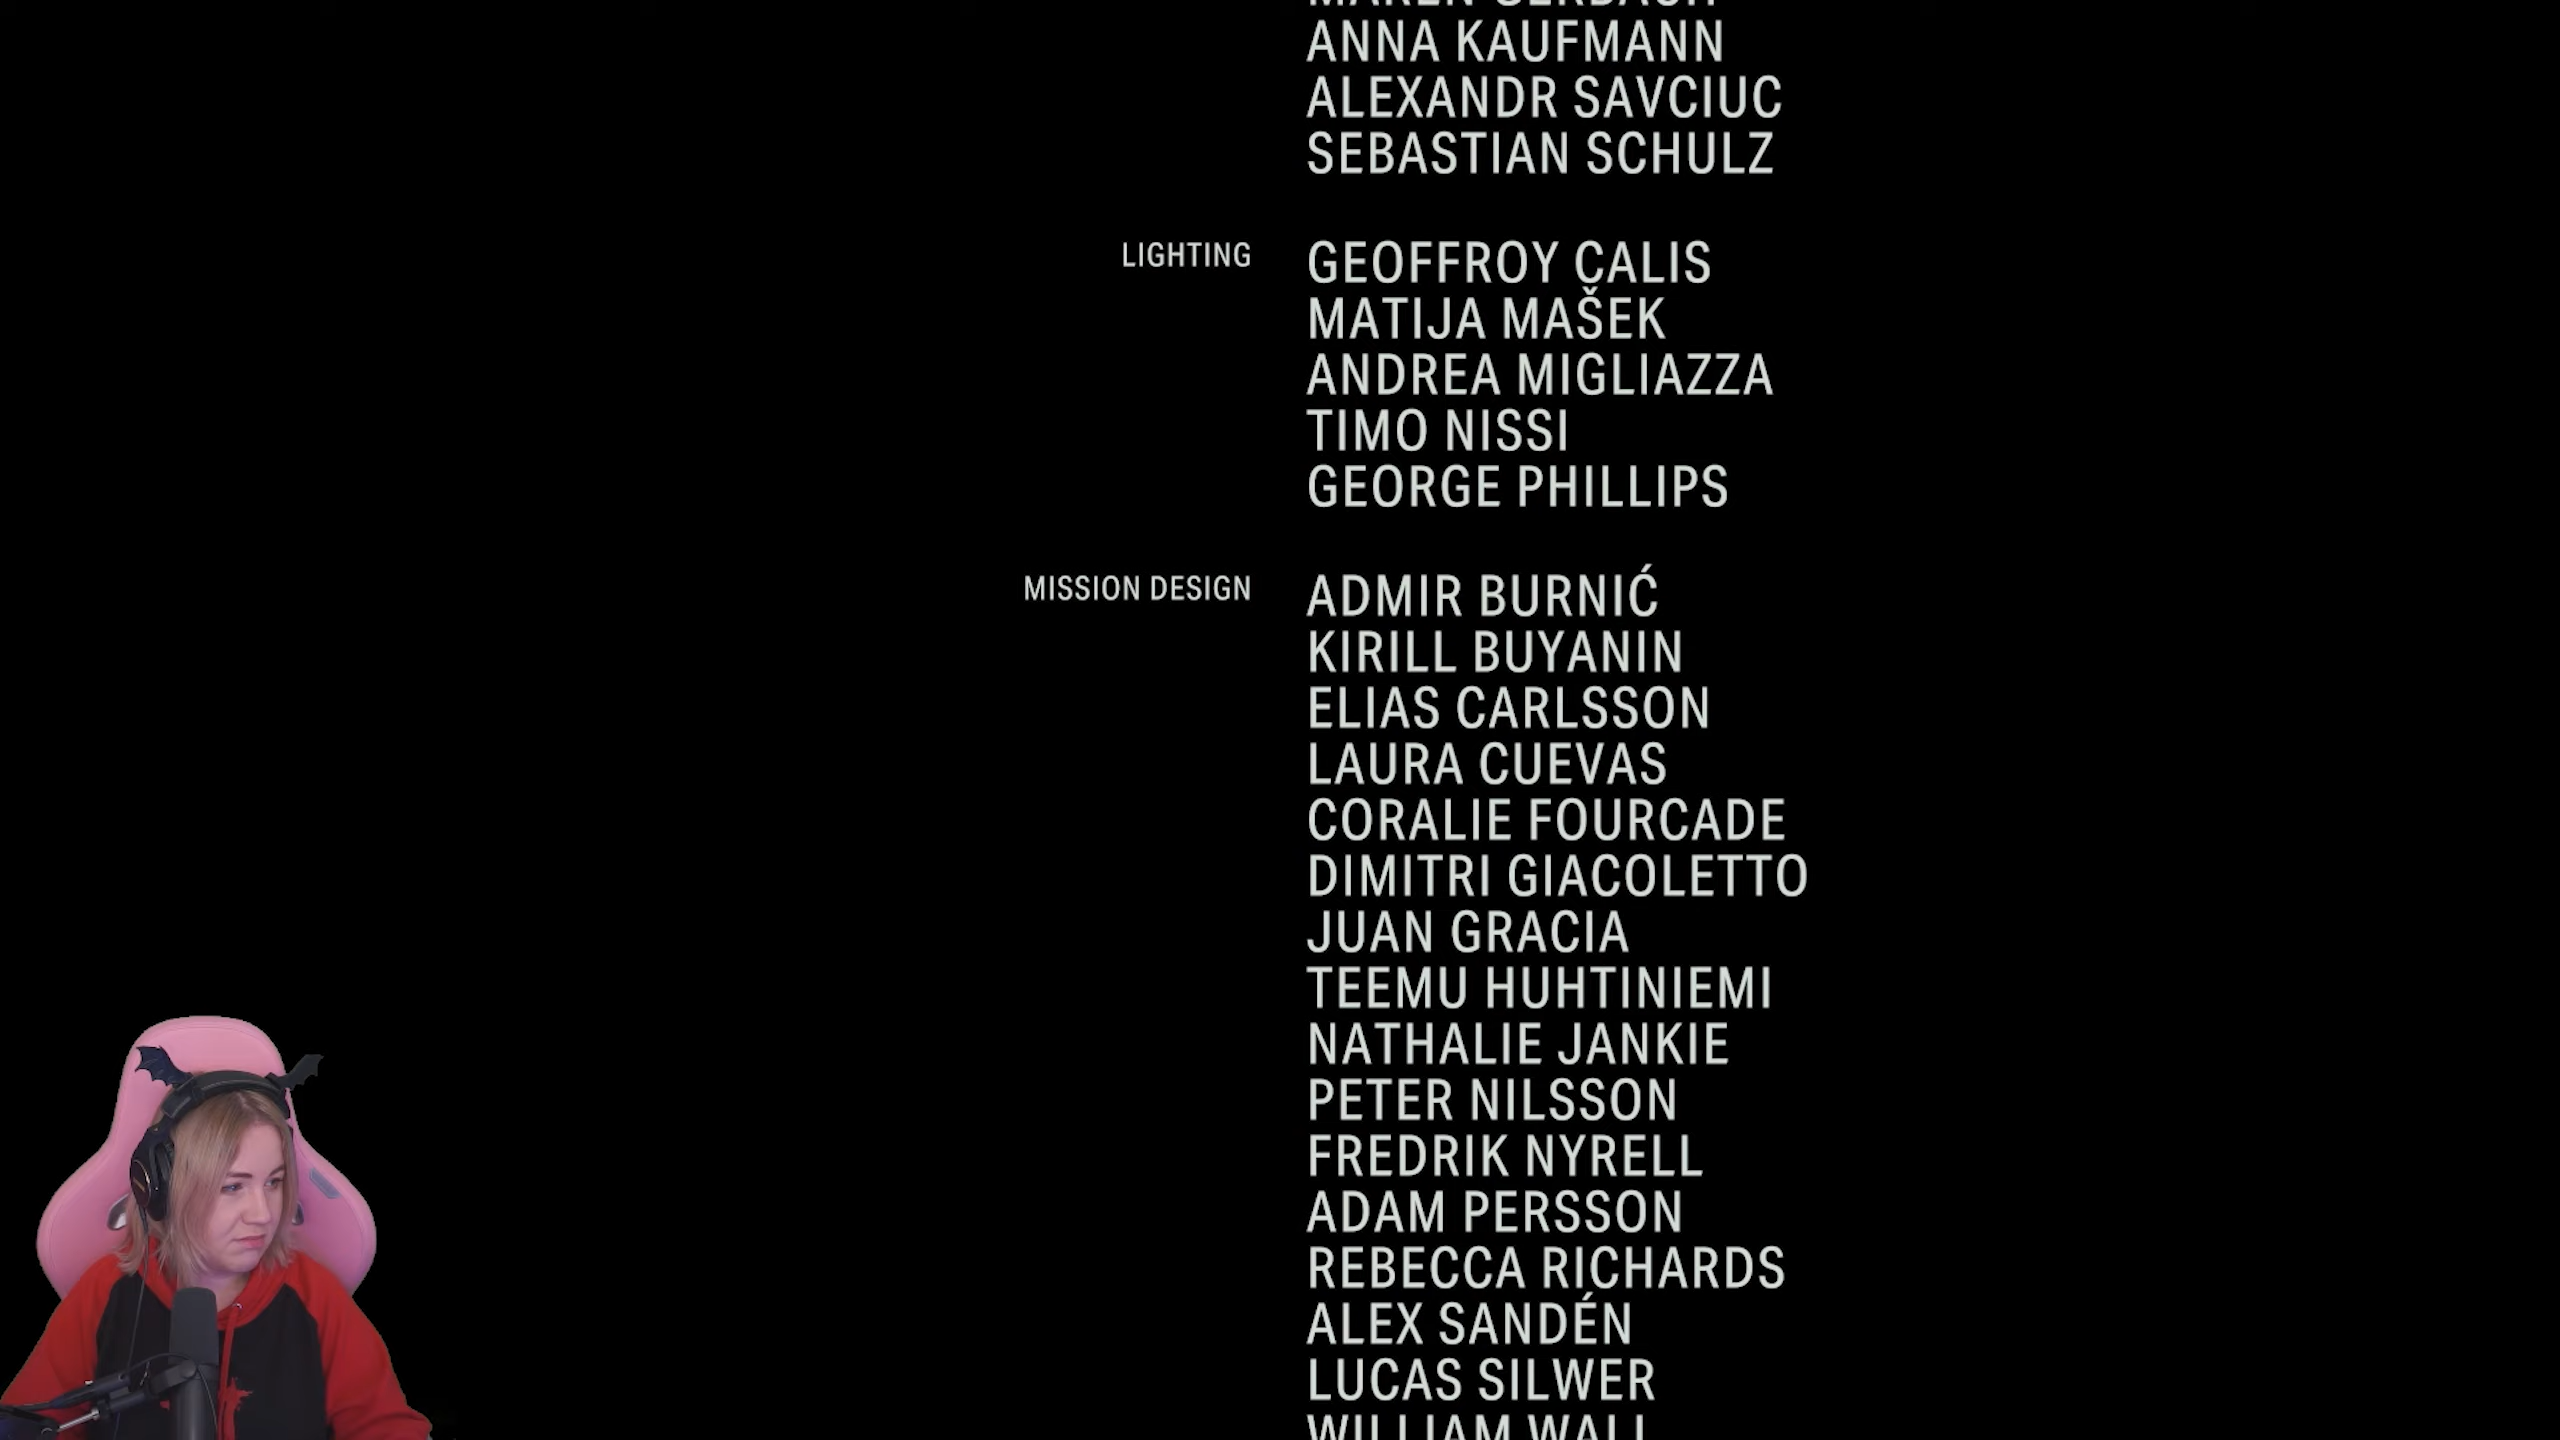 ANNA KAUFMANN
ALEXANDR SAVCIUC
SEBASTIAN SCHULZ
LIGHTING GEOFFROY CALIS
MATIJA MAŠEK
ANDREA MIGLIAZZA
TIMO NISSI
GEORGE PHILLIPS
MISSION DESIGN ADMIR BURNIĆ
KIRILL BUYANIN
ELIAS CARLSSON
LAURA CUEVAS
CORALIE FOURCADE
DIMITRI GIACOLETTO
JUAN GRACIA
TEEMU HUHTINIEMI
NATHALIE JANKIE
PETER NILSSON
FREDRIK NYRELL
ADAM PERSSON
REBECCA RICHARDS
ALEX SANDÉN
LUCAS SILWER
WILLIAM WALL